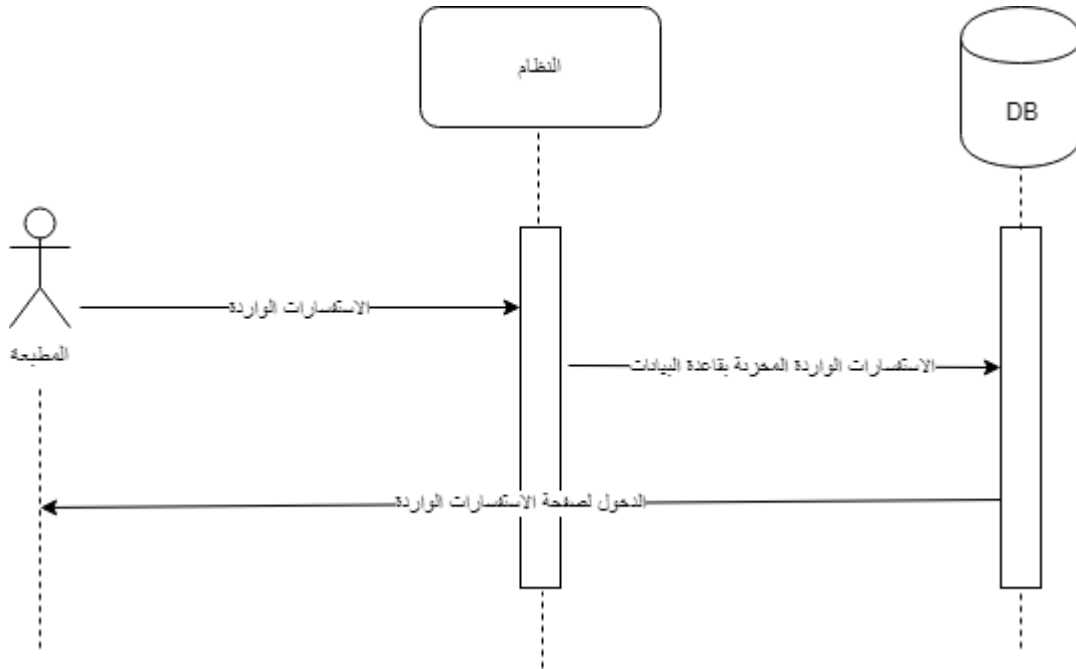 النظام
DB
الاستفسارات الواردة
المطبعة
الاستفسارات الواردة المخزنة بقاعدة البيانات
الدخول لصفحة الاستفسارات الواردة